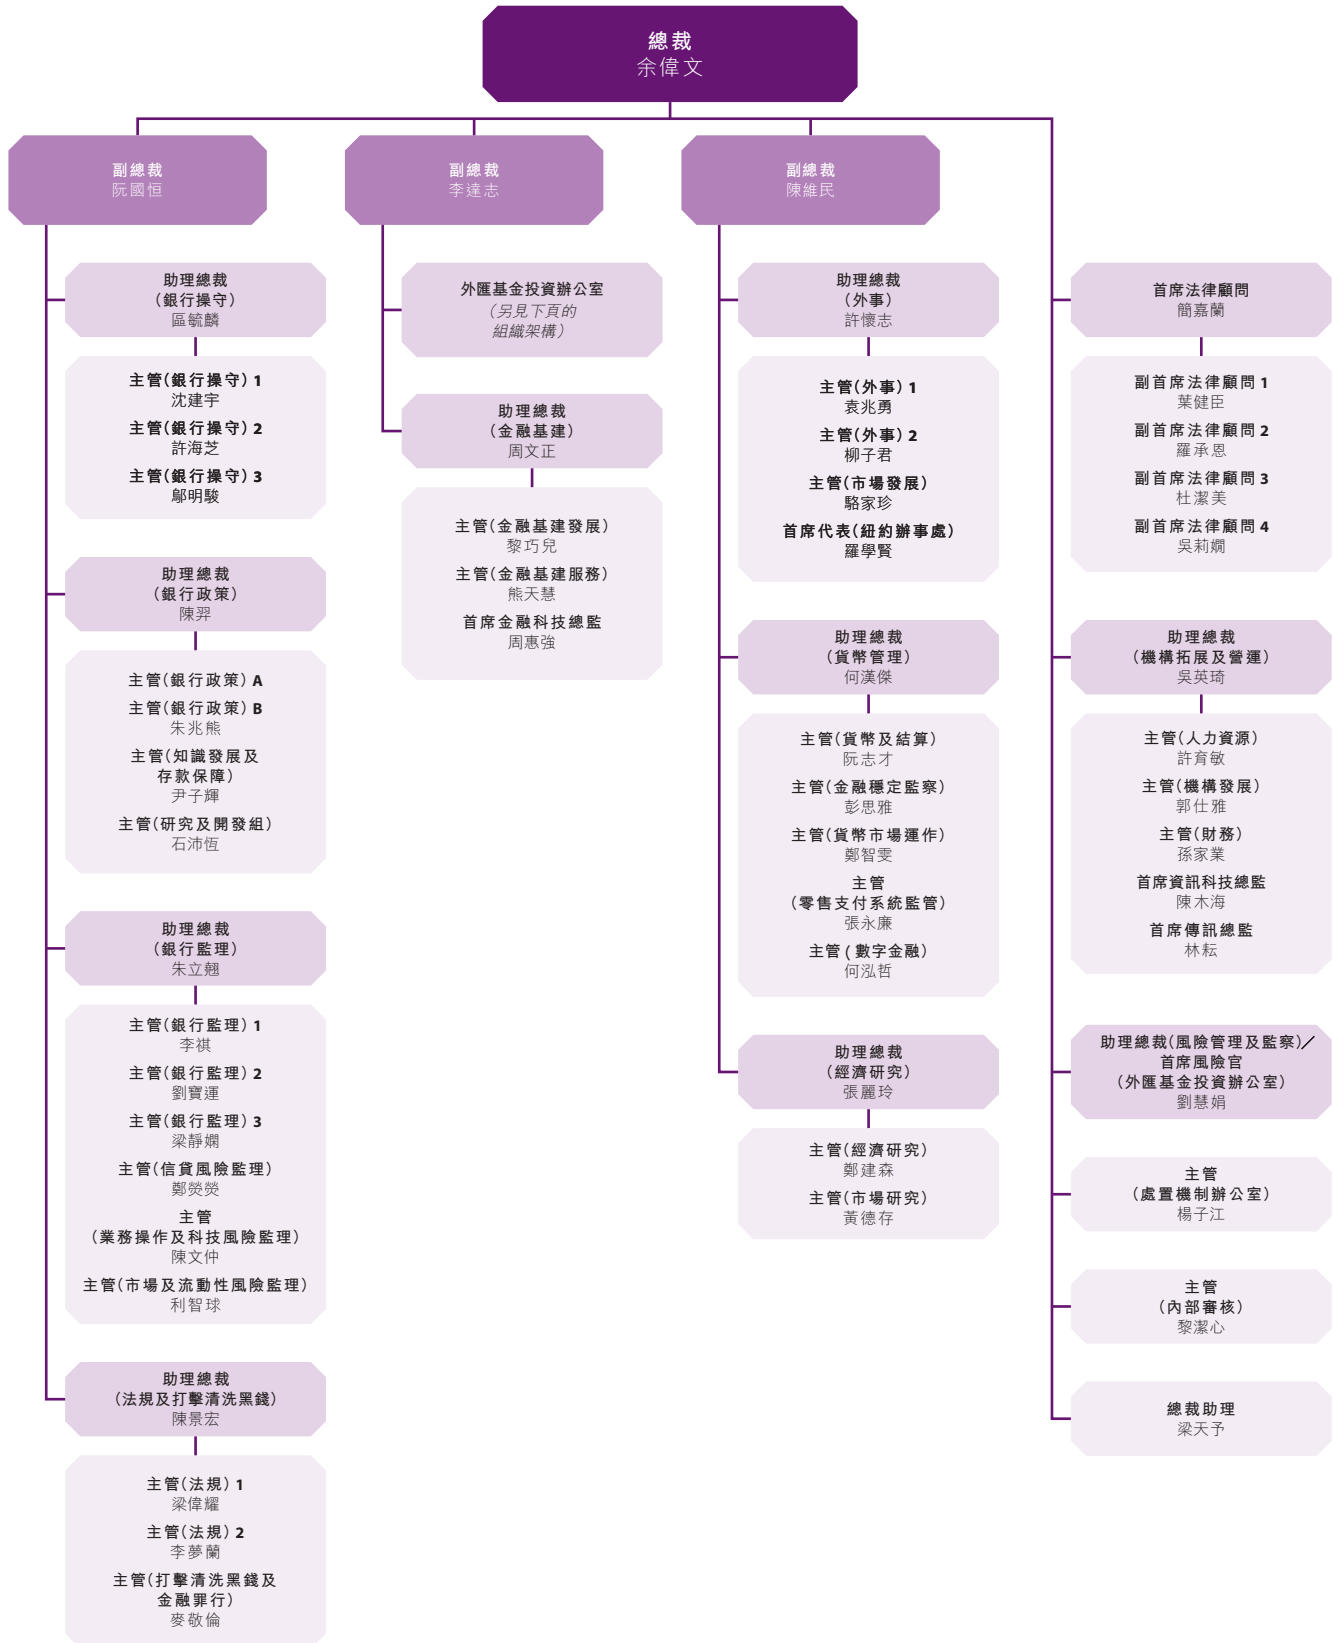 總裁
余偉文
副總裁
阮國恒
助理總裁
(銀行操守)
區毓麟
主管(銀行操守) 1
沈建宇
主管(銀行操守) 2
許海芝
主管(銀行操守) 3
鄔明駿
助理總裁
(銀行政策)
陳羿
主管(銀行政策) A
主管(銀行政策) B
朱兆熊
主管(知識發展及
存款保障)
尹子輝
主管(研究及開發組)
石沛恆
助理總裁
(銀行監理)
朱立翹
主管(銀行監理) 1
李祺
主管(銀行監理) 2
劉寶運
主管(銀行監理) 3
梁靜嫻
主管(信貸風險監理)
鄭熒熒
主管
(業務操作及科技風險監理)
陳文仲
主管(市場及流動性風險監理)
利智球
助理總裁
(法規及打擊清洗黑錢)
陳景宏
主管(法規) 1
梁偉耀
主管(法規) 2
李夢蘭
主管(打擊清洗黑錢及
金融罪行)
麥敬倫
副總裁
李達志
外匯基金投資辦公室
(另見下頁的
組織架構)
助理總裁
(金融基建)
周文正
主管(金融基建發展)
黎巧兒
主管(金融基建服務)
熊天慧
首席金融科技總監
周惠強
副總裁
陳維民
助理總裁
(外事)
許懷志
主管(外事) 1
袁兆勇
主管(外事) 2
柳子君
主管(市場發展)
駱家珍
首席代表(紐約辦事處)
羅學賢
助理總裁
(貨幣管理)
何漢傑
主管(貨幣及結算)
阮志才
主管(金融穩定監察)
彭思雅
主管(貨幣市場運作)
鄭智雯
主管
(零售支付系統監管)
張永廉
主管 ( 數字金融)
何泓哲
助理總裁
(經濟研究)
張麗玲
主管(經濟研究)
鄭建森
主管(市場研究)
黃德存
首席法律顧問
簡嘉蘭
副首席法律顧問 1
葉健臣
副首席法律顧問 2
羅承恩
副首席法律顧問 3
杜潔美
副首席法律顧問 4
吳莉嫺
助理總裁
(機構拓展及營運)
吳英琦
主管(人力資源)
許育敏
主管(機構發展)
郭仕雅
主管(財務)
孫家業
首席資訊科技總監
陳木海
首席傳訊總監
林耘
助理總裁(風險管理及監察)／
首席風險官
(外匯基金投資辦公室)
劉慧娟
主管
(處置機制辦公室)
楊子江
主管
(內部審核)
黎潔心
總裁助理
梁天予